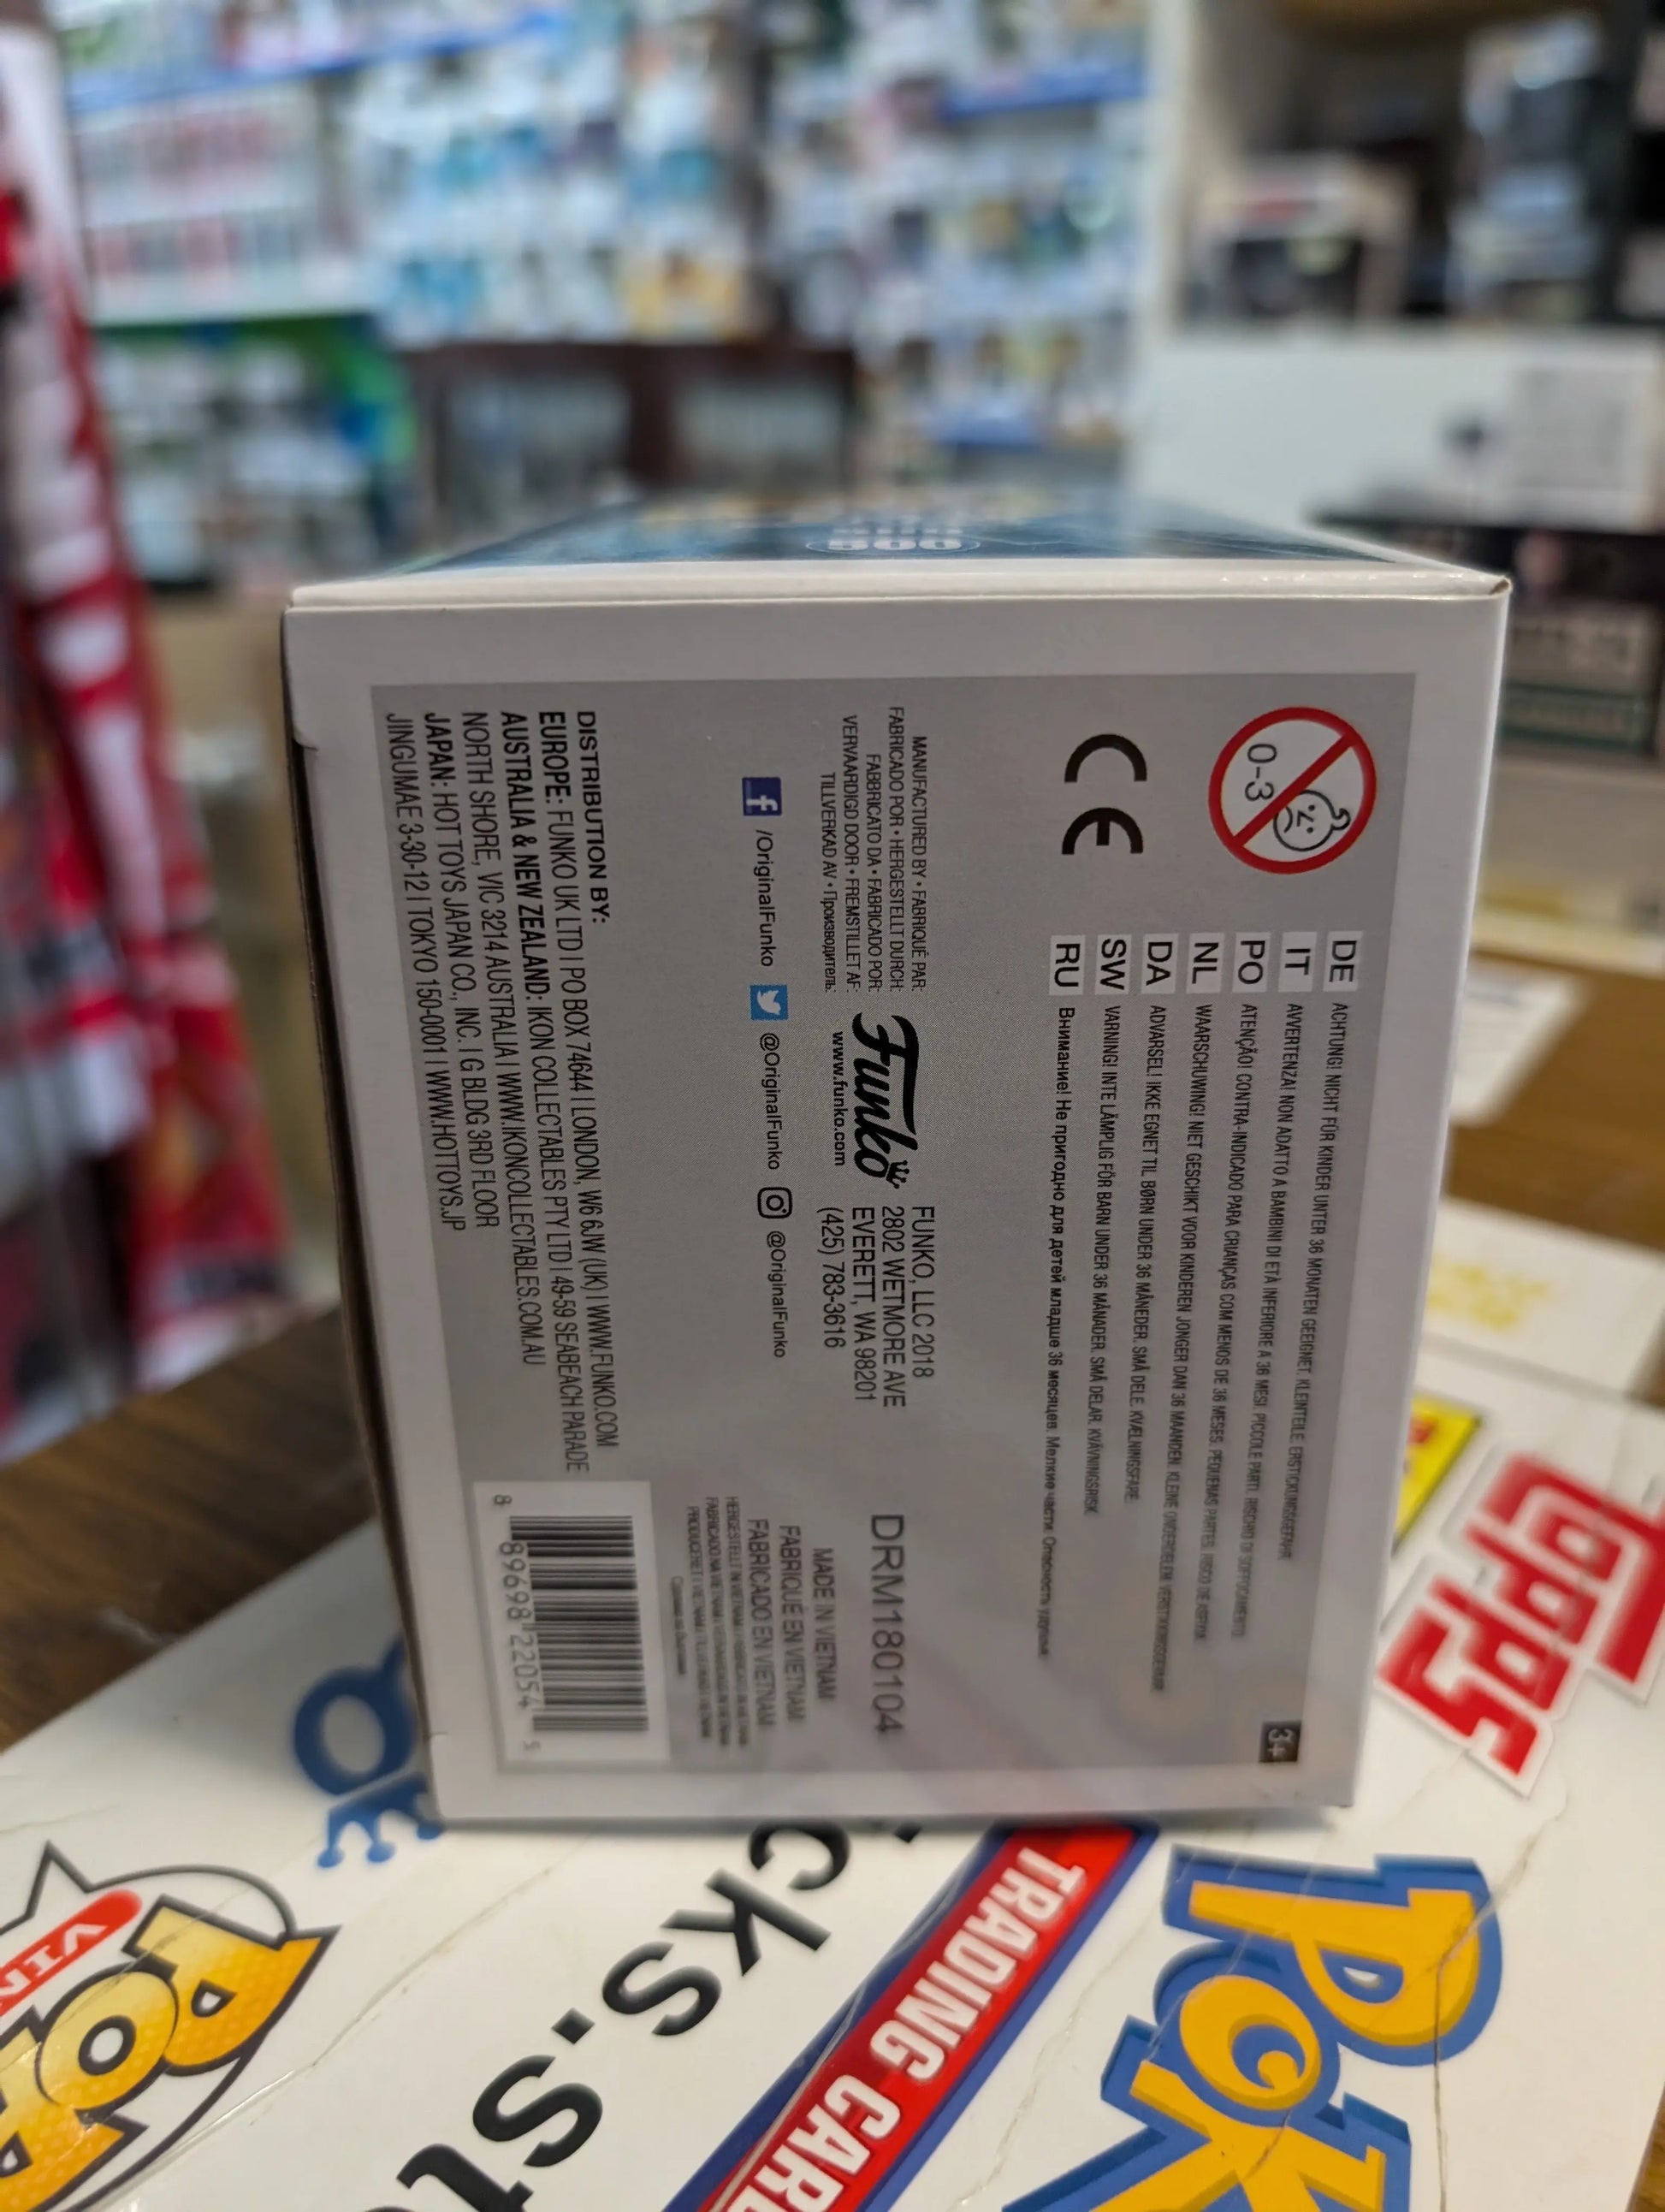 0-3
CE
DE ACHTUNG! NICHT FÜR KINDER UNTER 36 MONATEN GEEIGNET. KLEINTEILE. ERSTICKUNGSGEFAHR.
IT AVVERTENZA! NON ADATTO A BAMBINI DI ETÀ INFERIORE A 36 MESI. PICCOLE PARTI. RISCHIO DI SOFFOCAMENTO.
PO ATENÇÃO! CONTRA-INDICADO PARA CRIANÇAS COM MENOS DE 36 MESES. PEQUENAS PARTES. RISCO DE ASFIXIA.
NL WAARSCHUWING! NIET GESCHIKT VOOR KINDEREN JONGER DAN 36 MAANDEN. KLEINE ONDERDELEN.
DA ADVARSEL! IKKE EGNET TIL BØRN UNDER 36 MÅNEDER. SMÅ DELE. KVÆLNINGSFARE.
SW VARNING! INTE LÄMPLIG FÖR BARN UNDER 36 MÅNADER. SMÅ DELAR. KVÄVNINGSRISK.
RU Внимание! Не пригодно для детей младше 36 месяцев. Мелкие части. Опасность удушья.
3+
MANUFACTURED BY • FABRIQUÉ PAR:
FABRICADO POR • HERGESTELLT DURCH:
FABBRICATO DA • FABRICADO POR:
VERVAARDIGD DOOR • FREMSTILLET AF:
TILLVERKAD AV • Производитель:
Funko
www.funko.com
FUNKO, LLC 2018
2802 WETMORE AVE
EVERETT, WA 98201
(425) 783-3616
DRM180104
MADE IN VIETNAM
FABRIQUÉ EN VIETNAM
FABRICADO EN VIETNAM
f /OriginalFunko @OriginalFunko @OriginalFunko
DISTRIBUTION BY:
EUROPE: FUNKO UK LTD | PO BOX 74644 | LONDON, W6 6JW (UK) | WWW.FUNKO.COM
AUSTRALIA & NEW ZEALAND: IKON COLLECTABLES PTY LTD | 49-59 SEABEACH PARADE
NORTH SHORE, VIC 3214 AUSTRALIA | WWW.IKONCOLLECTABLES.COM.AU
JAPAN: HOT TOYS JAPAN CO., INC. | G BLDG 3RD FLOOR
JINGUMAE 3-30-12 | TOKYO 150-0001 | WWW.HOTTOYS.JP
8 89698 22054 5
TOPPS
TRADING CARD
POK
cks.st
POP